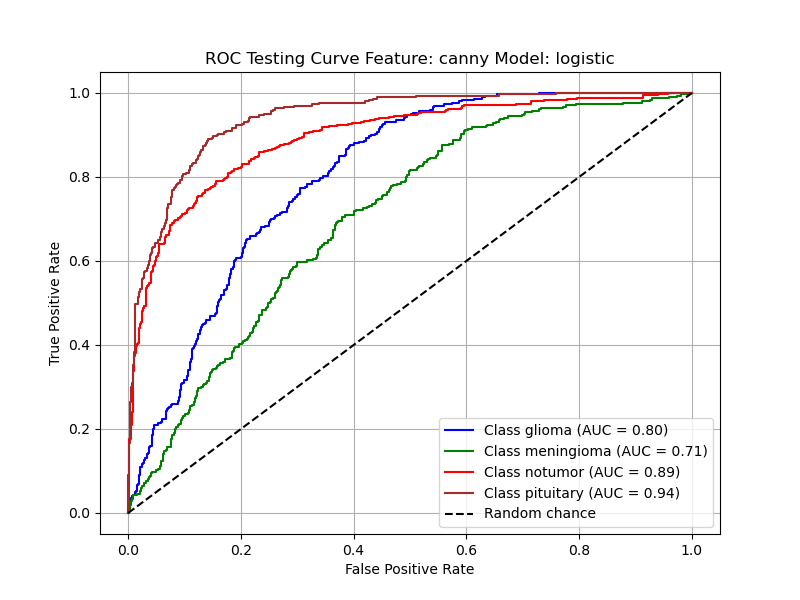 ROC Testing Curve Feature: canny Model: logistic
True Positive Rate
1.0
0.8
0.6
0.4
0.2
0.0
Class glioma (AUC = 0.80)
Class meningioma (AUC = 0.71)
Class notumor (AUC = 0.89)
Class pituitary (AUC = 0.94)
Random chance
0.0 0.2 0.4 0.6 0.8 1.0
False Positive Rate